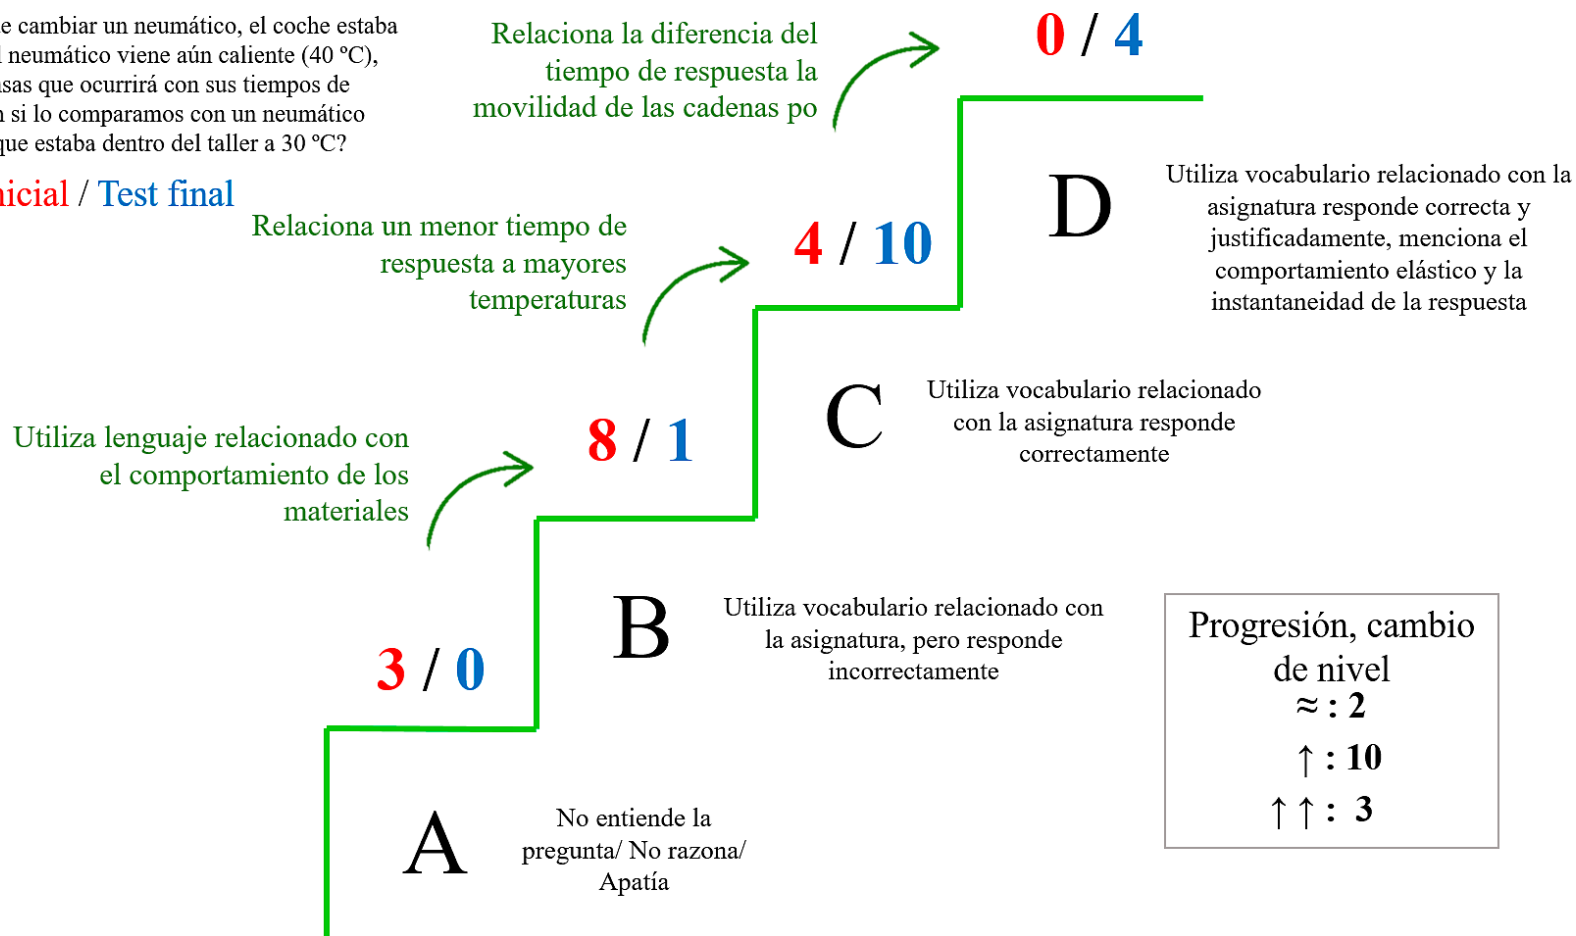 e cambiar un neumático, el coche estaba
l neumático viene aún caliente (40 ºC),
sas que ocurrirá con sus tiempos de
n si lo comparamos con un neumático
que estaba dentro del taller a 30 ºC?
nicial / Test final
Relaciona la diferencia del
tiempo de respuesta la
movilidad de las cadenas po
0 / 4
D
Utiliza vocabulario relacionado con la
asignatura responde correcta y
justificadamente, menciona el
comportamiento elástico y la
instantaneidad de la respuesta
Relaciona un menor tiempo de
respuesta a mayores
temperaturas
4 / 10
C
Utiliza vocabulario relacionado
con la asignatura responde
correctamente
Utiliza lenguaje relacionado con
el comportamiento de los
materiales
8 / 1
B
Utiliza vocabulario relacionado con
la asignatura, pero responde
incorrectamente
3 / 0
A
No entiende la
pregunta/ No razona/
Apatía
Progresión, cambio
de nivel
≈ : 2
↑ : 10
↑ ↑ : 3